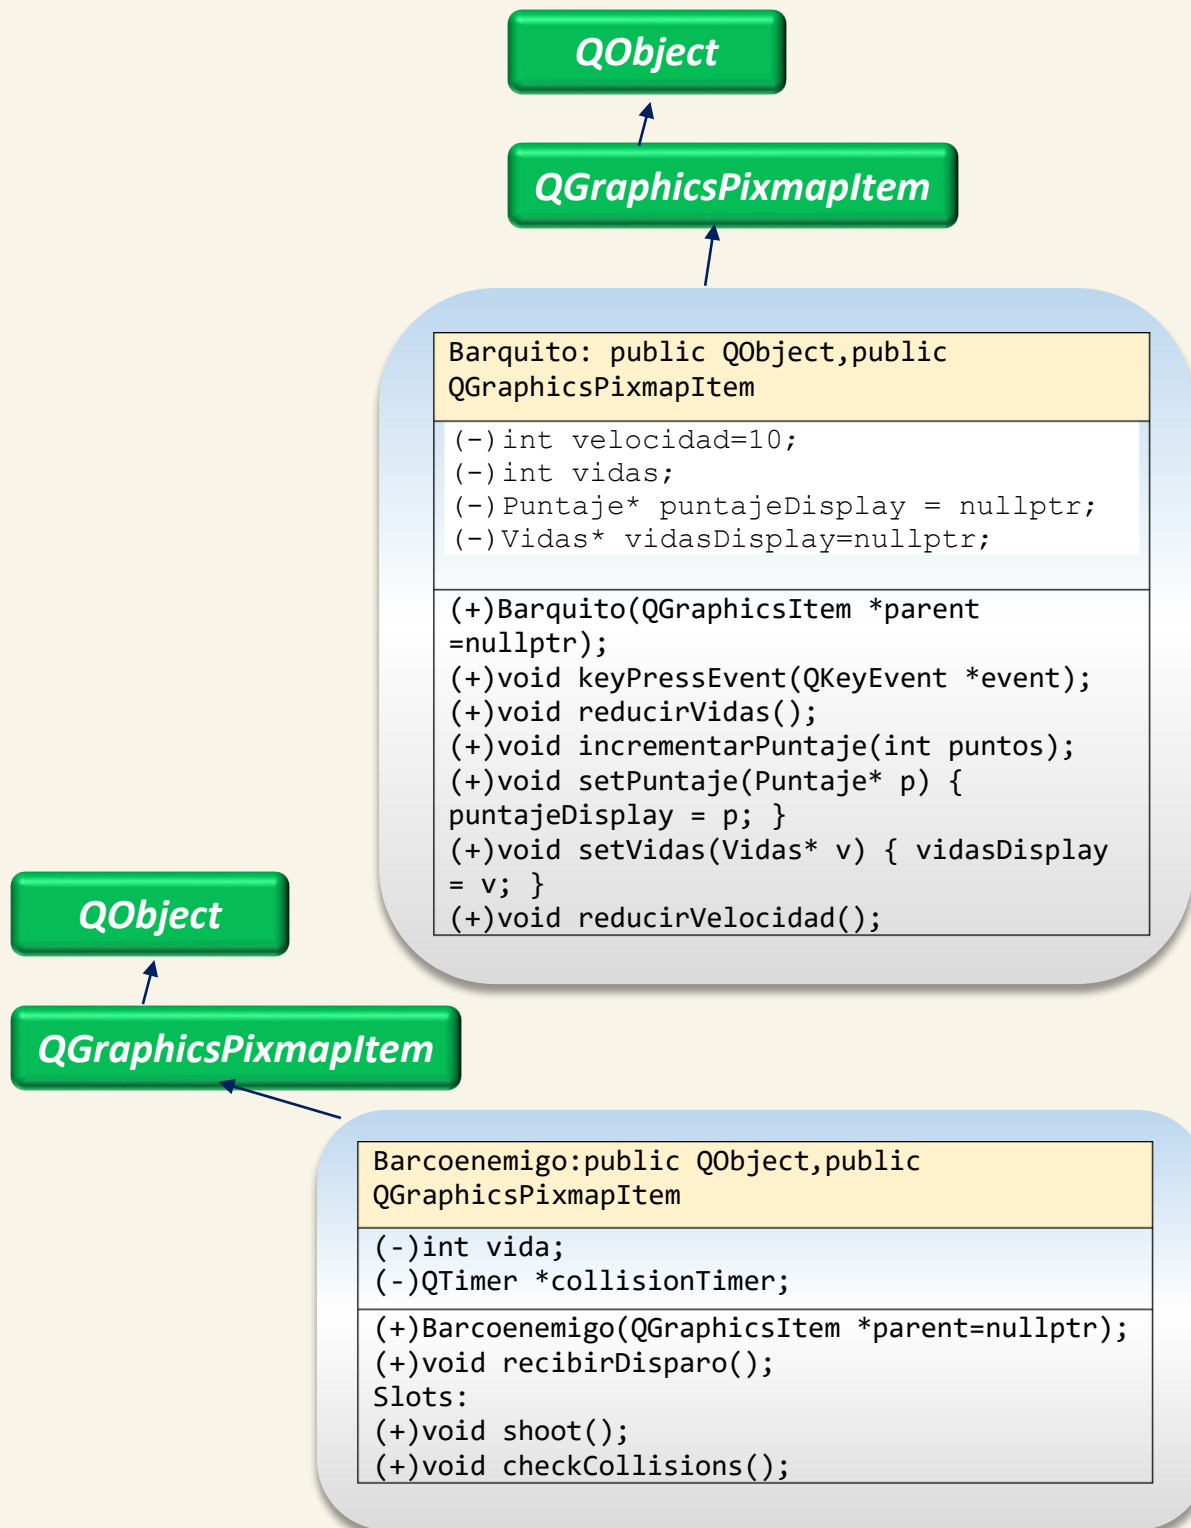 QObject
QGraphicsPixmapItem
Barquito: public QObject,public
QGraphicsPixmapItem
(-)int velocidad=10;
(-)int vidas;
(-)Puntaje* puntajeDisplay = nullptr;
(-)Vidas* vidasDisplay=nullptr;
(+)Barquito(QGraphicsItem *parent
=nullptr);
(+)void keyPressEvent(QKeyEvent *event);
(+)void reducirVidas();
(+)void incrementarPuntaje(int puntos);
(+)void setPuntaje(Puntaje* p) {
puntajeDisplay = p; }
(+)void setVidas(Vidas* v) { vidasDisplay
= v; }
(+)void reducirVelocidad();
QObject
QGraphicsPixmapItem
Barcoenemigo:public QObject,public
QGraphicsPixmapItem
(-)int vida;
(-)QTimer *collisionTimer;
(+)Barcoenemigo(QGraphicsItem *parent=nullptr);
(+)void recibirDisparo();
Slots:
(+)void shoot();
(+)void checkCollisions();